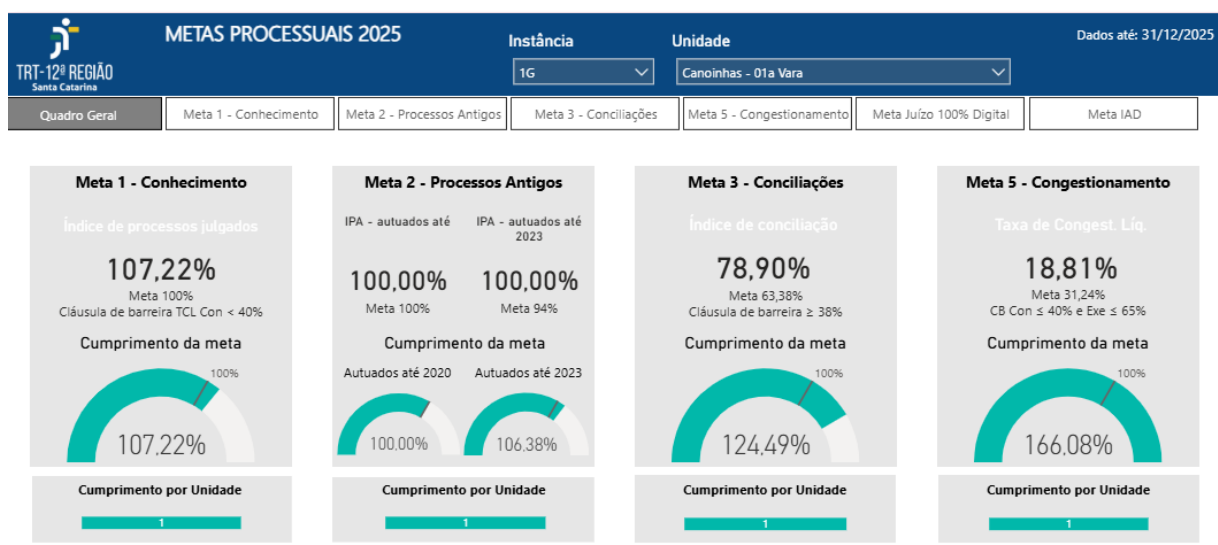 METAS PROCESSUAIS 2025
Instância
Unidade
Dados até: 31/12/2025
TRT-12ª REGIÃO
Santa Catarina
1G
Canoinhas - 01a Vara
Quadro Geral
Meta 1 - Conhecimento
Meta 2 - Processos Antigos
Meta 3 - Conciliações
Meta 5 - Congestionamento
Meta Juízo 100% Digital
Meta IAD
Meta 1 - Conhecimento
Índice de processos julgados
107,22%
Meta 100%
Cláusula de barreira TCL Con < 40%
Cumprimento da meta
100%
107,22%
Cumprimento por Unidade
1
Meta 2 - Processos Antigos
IPA - autuados até
IPA - autuados até
2023
100,00%
100,00%
Meta 100%
Meta 94%
Cumprimento da meta
Autuados até 2020
Autuados até 2023
100,00%
106,38%
Cumprimento por Unidade
1
Meta 3 - Conciliações
Índice de conciliação
78,90%
Meta 63,38%
Cláusula de barreira ≥ 38%
Cumprimento da meta
100%
124,49%
Cumprimento por Unidade
1
Meta 5 - Congestionamento
Taxa de Congest. Líq.
18,81%
Meta 31,24%
CB Con ≤ 40% e Exe ≤ 65%
Cumprimento da meta
100%
166,08%
Cumprimento por Unidade
1